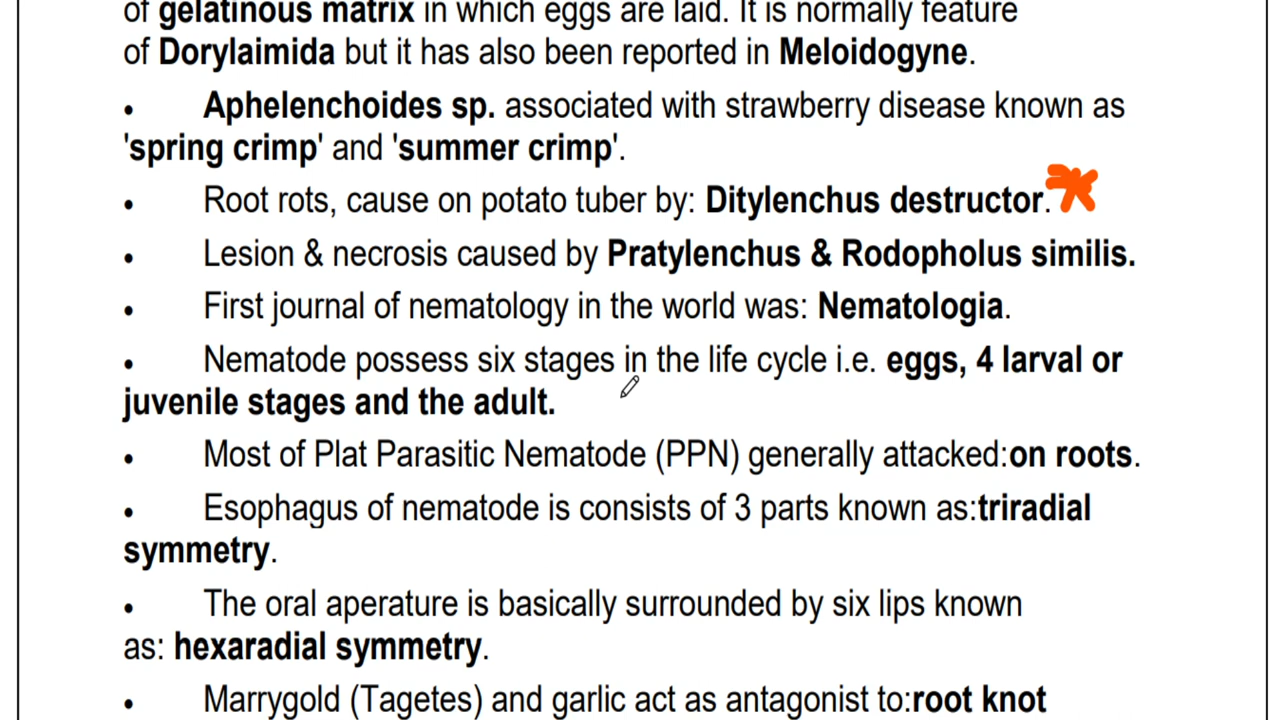 of gelatinous matrix in which eggs are laid. It is normally feature
of Dorylaimida but it has also been reported in Meloidogyne.
• Aphelenchoides sp. associated with strawberry disease known as
'spring crimp' and 'summer crimp'.
• Root rots, cause on potato tuber by: Ditylenchus destructor.
• Lesion & necrosis caused by Pratylenchus & Rodopholus similis.
• First journal of nematology in the world was: Nematologia.
• Nematode possess six stages in the life cycle i.e. eggs, 4 larval or
juvenile stages and the adult.
• Most of Plat Parasitic Nematode (PPN) generally attacked:on roots.
• Esophagus of nematode is consists of 3 parts known as:triradial
symmetry.
• The oral aperature is basically surrounded by six lips known
as: hexaradial symmetry.
• Marrygold (Tagetes) and garlic act as antagonist to:root knot